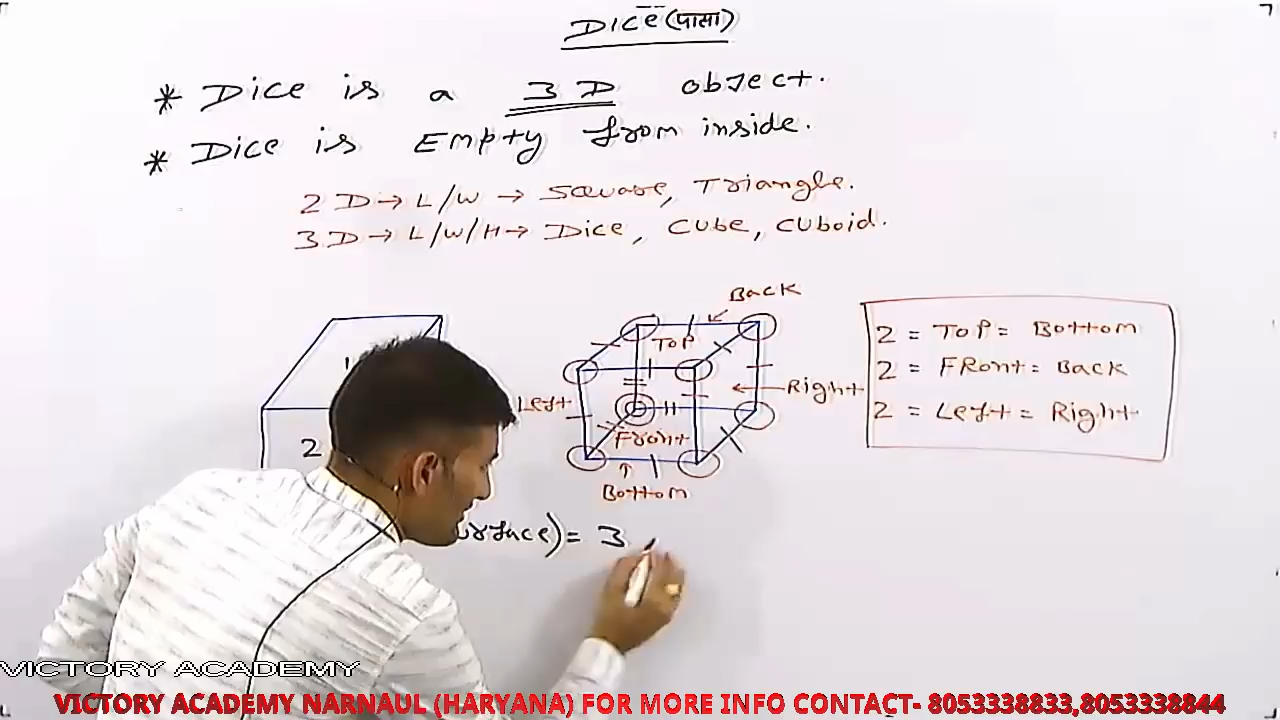 Dice (पासा)
* Dice is a 3D object.
* Dice is Empty from inside.
2D→ L/W → Square, Triangle.
3D→ L/W/H→ Dice, Cube, Cuboid.
Back
Top
Left
Right
Front
Bottom
2 = Top = Bottom
2 = Front = Back
2 = Left = Right
1
2
urface) = 3
VICTORY ACADEMY
VICTORY ACADEMY NARNAUL (HARYANA) FOR MORE INFO CONTACT- 8053338833,8053338844